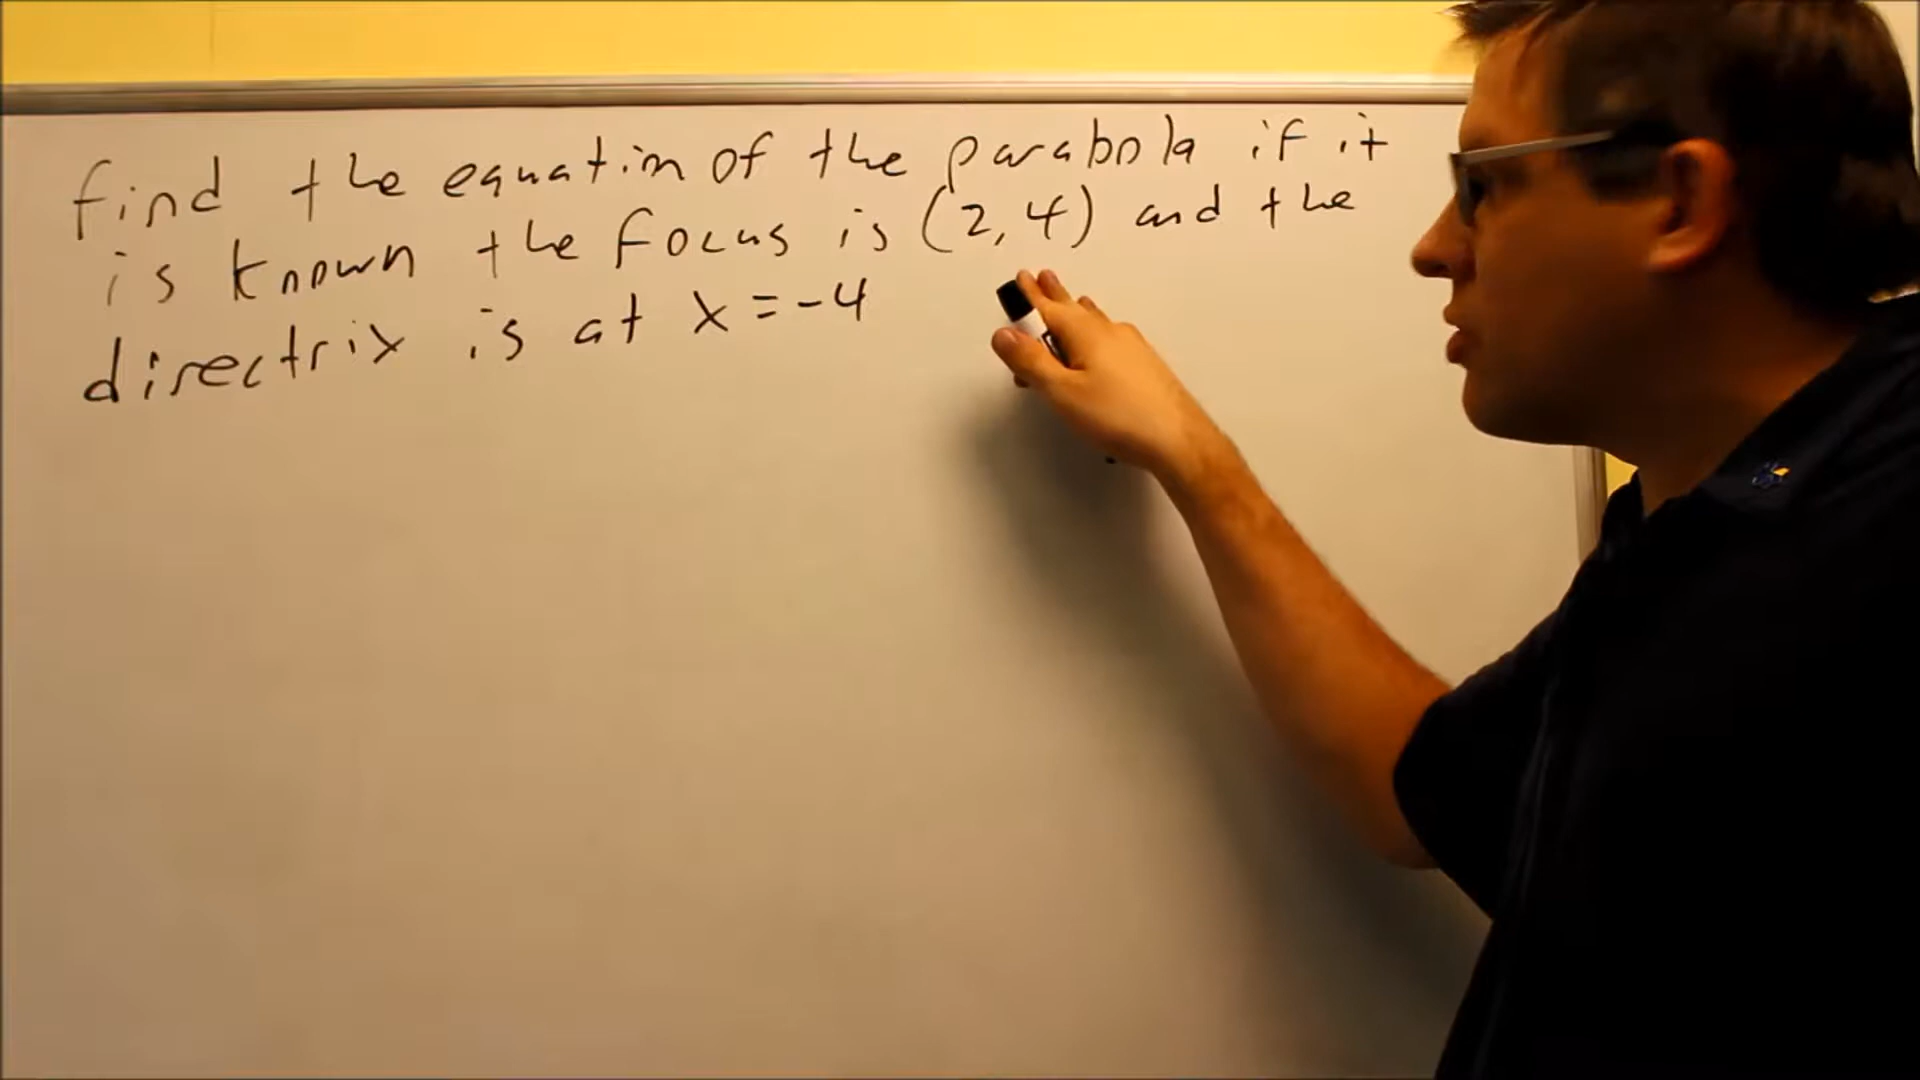 find the equation of the parabola if it
is known the focus is (2,4) and the
directrix is at x=-4